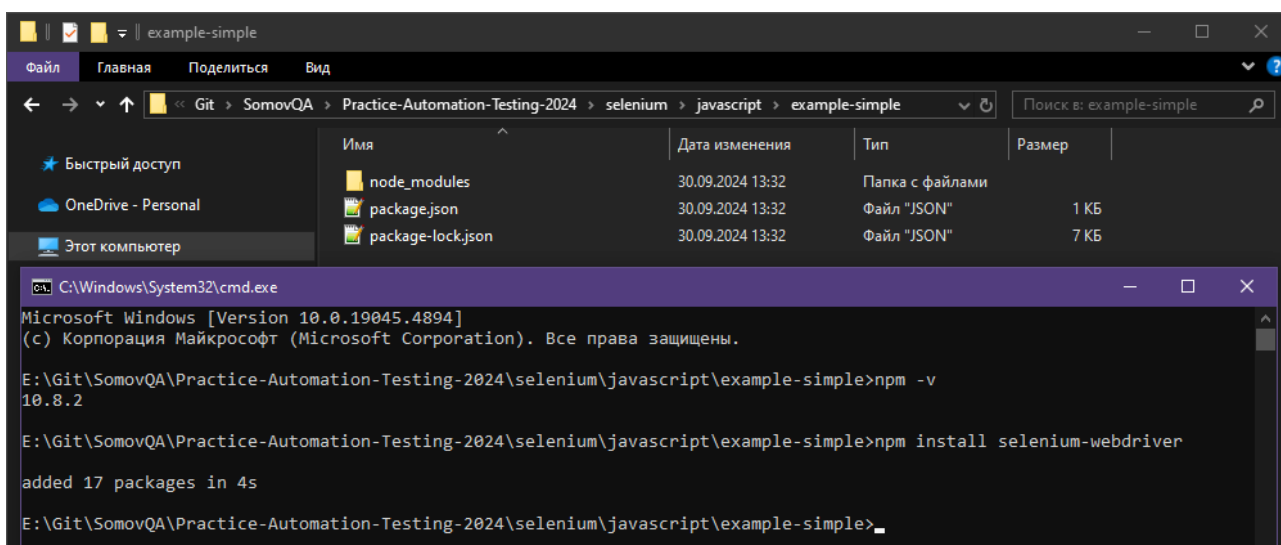 example-simple
Файл Главная Поделиться Вид
« Git › SomovQA › Practice-Automation-Testing-2024 › selenium › javascript › example-simple Поиск в: example-simple
Имя Дата изменения Тип Размер
Быстрый доступ
node_modules 30.09.2024 13:32 Папка с файлами
OneDrive - Personal
package.json 30.09.2024 13:32 Файл "JSON" 1 КБ
Этот компьютер
package-lock.json 30.09.2024 13:32 Файл "JSON" 7 КБ
C:\Windows\System32\cmd.exe
Microsoft Windows [Version 10.0.19045.4894]
(c) Корпорация Майкрософт (Microsoft Corporation). Все права защищены.
E:\Git\SomovQA\Practice-Automation-Testing-2024\selenium\javascript\example-simple>npm -v
10.8.2
E:\Git\SomovQA\Practice-Automation-Testing-2024\selenium\javascript\example-simple>npm install selenium-webdriver
added 17 packages in 4s
E:\Git\SomovQA\Practice-Automation-Testing-2024\selenium\javascript\example-simple>